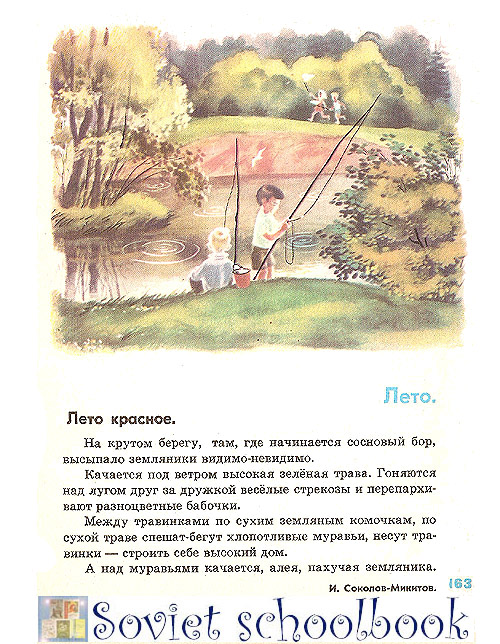 Лето.
Лето красное.
На крутом берегу, там, где начинается сосновый бор,
высыпало земляники видимо-невидимо.
Качается под ветром высокая зелёная трава. Гоняются
над лугом друг за дружкой весёлые стрекозы и перепархи-
вают разноцветные бабочки.
Между травинками по сухим земляным комочкам, по
сухой траве спешат-бегут хлопотливые муравьи, несут тра-
винки — строить себе высокий дом.
А над муравьями качается, алея, пахучая земляника.
И. Соколов-Микитов.
163
Soviet schoolbook